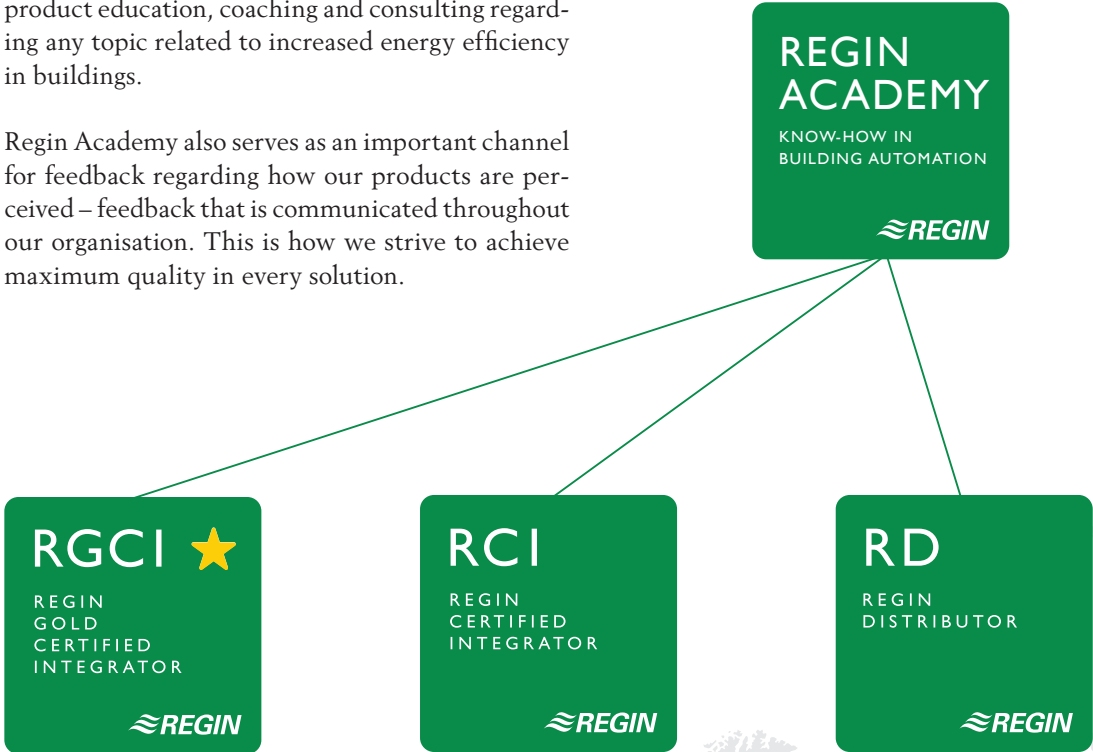 product education, coaching and consulting regard-
ing any topic related to increased energy efficiency
in buildings.
Regin Academy also serves as an important channel
for feedback regarding how our products are per-
ceived – feedback that is communicated throughout
our organisation. This is how we strive to achieve
maximum quality in every solution.
REGIN
ACADEMY
KNOW-HOW IN
BUILDING AUTOMATION
REGIN
RGCI
REGIN
GOLD
CERTIFIED
INTEGRATOR
REGIN
RCI
REGIN
CERTIFIED
INTEGRATOR
REGIN
RD
REGIN
DISTRIBUTOR
REGIN